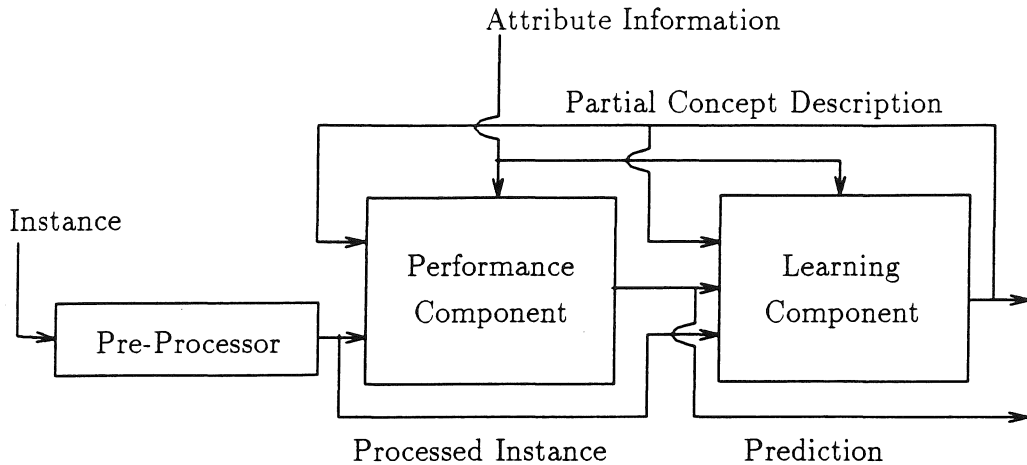 Attribute Information
Partial Concept Description
Instance
Performance
Component
Learning
Component
Pre-Processor
Processed Instance
Prediction